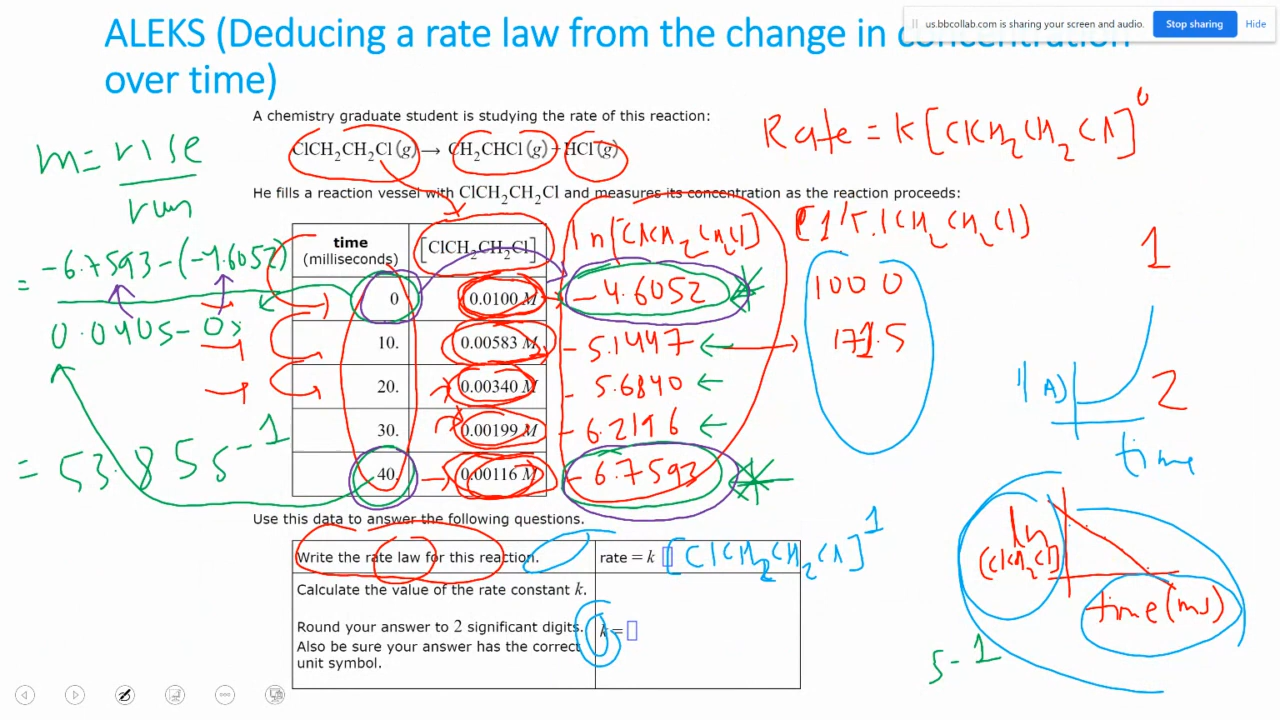 ALEKS (Deducing a rate law from the change in concentration
over time)
us.bbcollab.com is sharing your screen and audio.
Stop sharing
Hide
A chemistry graduate student is studying the rate of this reaction:
ClCH₂CH₂Cl(g) → CH₂CHCl(g) + HCl(g)
Rate = k[ClCH₂CH₂Cl]
m = rise
run
He fills a reaction vessel with ClCH₂CH₂Cl and measures its concentration as the reaction proceeds:
time
(milliseconds)
[ClCH₂CH₂Cl]
ln[ClCH₂CH₂Cl]
-6.7593-(-4.6052)
=
0.040s-0s
0 0.0100 M -4.6052 1000
10. 0.00583 M -5.1447 171.5
20. 0.00340 M -5.6840
30. 0.00199 M -6.2196
40. 0.00116 M -6.7593
= 53.855s-1
1
2
1/[A]
time
Use this data to answer the following questions.
Write the rate law for this reaction.
rate = k [ClCH₂CH₂Cl]1
Calculate the value of the rate constant k.
Round your answer to 2 significant digits.
Also be sure your answer has the correct
unit symbol.
k =
ln
time(ms)
s-1